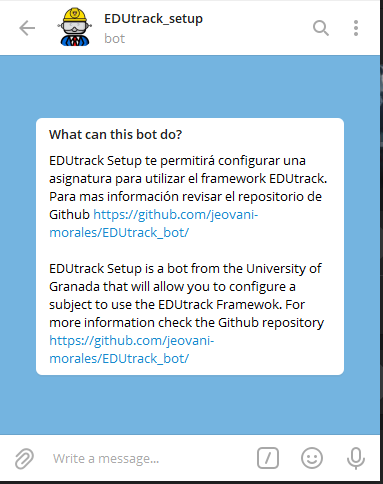 EDUtrack_setup
bot
What can this bot do?
EDUtrack Setup te permitirá configurar una
asignatura para utilizar el framework EDUtrack.
Para mas información revisar el repositorio de
Github https://github.com/jeovani-
morales/EDUtrack_bot/
EDUtrack Setup is a bot from the University of
Granada that will allow you to configure a
subject to use the EDUtrack Framewok. For
more information check the Github repository
https://github.com/jeovani-
morales/EDUtrack_bot/
Write a message...